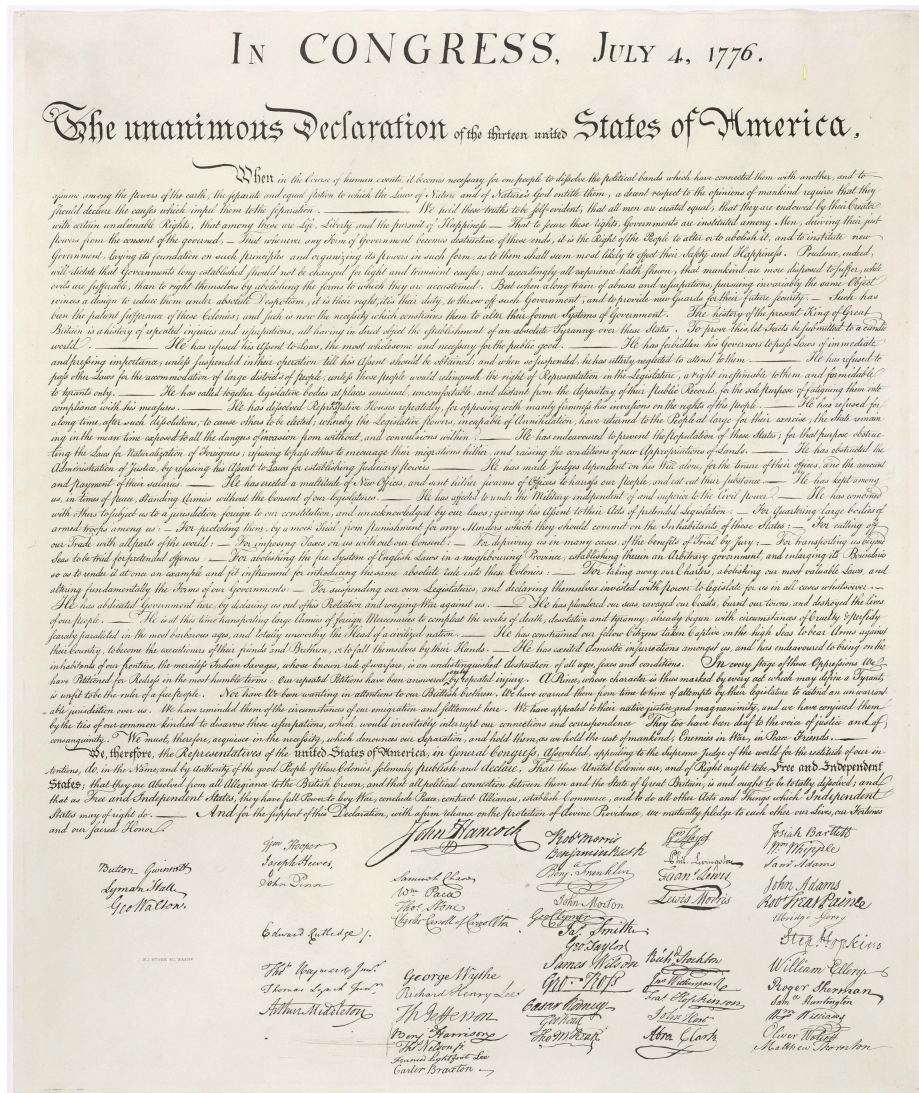 In CONGRESS, July 4, 1776.
The unanimous Declaration of the thirteen united States of America,
When in the Course of human events, it becomes necessary for one people to dissolve the political bands which have connected them with another, and to
assume among the powers of the earth, the separate and equal station to which the Laws of Nature and of Nature's God entitle them, a decent respect to the opinions of mankind requires that they
should declare the causes which impel them to the separation. — We hold these truths to be self-evident, that all men are created equal, that they are endowed by their Creator
with certain unalienable Rights, that among these are Life, Liberty and the pursuit of Happiness.— That to secure these rights, Governments are instituted among Men, deriving their just
powers from the consent of the governed,— That whenever any Form of Government becomes destructive of these ends, it is the Right of the People to alter or to abolish it, and to institute new
Government, laying its foundation on such principles and organizing its powers in such form, as to them shall seem most likely to effect their Safety and Happiness. Prudence, indeed,
will dictate that Governments long established should not be changed for light and transient causes; and accordingly all experience hath shewn, that mankind are more disposed to suffer, while
evils are sufferable, than to right themselves by abolishing the forms to which they are accustomed. But when a long train of abuses and usurpations, pursuing invariably the same Object
evinces a design to reduce them under absolute Despotism, it is their right, it is their duty, to throw off such Government, and to provide new Guards for their future security.— Such has
been the patient sufferance of these Colonies; and such is now the necessity which constrains them to alter their former Systems of Government. The history of the present King of Great
Britain is a history of repeated injuries and usurpations, all having in direct object the establishment of an absolute Tyranny over these States. To prove this, let Facts be submitted to a candid
world. — He has refused his Assent to Laws, the most wholesome and necessary for the public good. — He has forbidden his Governors to pass Laws of immediate
and pressing importance, unless suspended in their operation till his Assent should be obtained; and when so suspended, he has utterly neglected to attend to them. — He has refused to
pass other Laws for the accommodation of large districts of people, unless those people would relinquish the right of Representation in the Legislature, a right inestimable to them and formidable
to tyrants only. — He has called together legislative bodies at places unusual, uncomfortable, and distant from the depository of their public Records, for the sole purpose of fatiguing them into
compliance with his measures. — He has dissolved Representative Houses repeatedly, for opposing with manly firmness his invasions on the rights of the people. — He has refused for
a long time, after such dissolutions, to cause others to be elected; whereby the Legislative powers, incapable of Annihilation, have returned to the People at large for their exercise; the State remain
ing in the mean time exposed to all the dangers of invasion from without, and convulsions within. — He has endeavoured to prevent the population of these States; for that purpose obstruc
ting the Laws for Naturalization of Foreigners; refusing to pass others to encourage their migrations hither, and raising the conditions of new Appropriations of Lands. — He has obstructed the
Administration of Justice, by refusing his Assent to Laws for establishing Judiciary powers — He has made Judges dependent on his Will alone, for the tenure of their offices, and the amount
and payment of their salaries — He has erected a multitude of New Offices, and sent hither swarms of Officers to harrass our people, and eat out their substance — He has kept among
us, in times of peace, Standing Armies without the Consent of our legislatures — He has affected to render the Military independent of and superior to the Civil power — He has combined
with others to subject us to a jurisdiction foreign to our constitution, and unacknowledged by our laws; giving his Assent to their Acts of pretended Legislation: — For Quartering large bodies of
armed troops among us: — For protecting them, by a mock Trial, from punishment for any Murders which they should commit on the Inhabitants of these States: — For cutting off
our Trade with all parts of the world: — For imposing Taxes on us without our Consent: — For depriving us in many cases of the benefits of Trial by Jury: — For transporting us beyond
Seas to be tried for pretended offences — For abolishing the free System of English Laws in a neighbouring Province, establishing therein an Arbitrary government, and enlarging its Boundaries
so as to render it at once an example and fit instrument for introducing the same absolute rule into these Colonies: — For taking away our Charters, abolishing our most valuable Laws, and
altering fundamentally the Forms of our Governments: — For suspending our own Legislatures, and declaring themselves invested with power to legislate for us in all cases whatsoever. —
He has abdicated Government here, by declaring us out of his Protection and waging War against us. — He has plundered our seas, ravaged our Coasts, burnt our towns, and destroyed the lives
of our people. — He is at this time transporting large Armies of foreign Mercenaries to compleat the works of death, desolation and tyranny, already begun with circumstances of Cruelty & perfidy
scarcely paralleled in the most barbarous ages, and totally unworthy the Head of a civilized nation. — He has constrained our fellow Citizens taken Captive on the high Seas to bear Arms against
their Country, to become the executioners of their friends and Brethren, or to fall themselves by their Hands. — He has excited domestic insurrections amongst us, and has endeavoured to bring on the
inhabitants of our frontiers, the merciless Indian Savages, whose known rule of warfare, is an undistinguished destruction of all ages, sexes and conditions. In every stage of these Oppressions We
have Petitioned for Redress in the most humble terms: Our repeated Petitions have been answered only by repeated injury. A Prince, whose character is thus marked by every act which may define a Tyrant,
is unfit to be the ruler of a free people. Nor have We been wanting in attentions to our Brittish brethren. We have warned them from time to time of attempts by their legislature to extend an unwarrant
able jurisdiction over us. We have reminded them of the circumstances of our emigration and settlement here. We have appealed to their native justice and magnanimity, and we have conjured them
by the ties of our common kindred to disavow these usurpations, which, would inevitably interrupt our connections and correspondence They too have been deaf to the voice of justice and of
consanguinity. We must, therefore, acquiesce in the necessity, which denounces our Separation, and hold them, as we hold the rest of mankind, Enemies in War, in Peace Friends. —
We, therefore, the Representatives of the united States of America, in General Congress, Assembled, appealing to the Supreme Judge of the world for the rectitude of our in-
tentions, do, in the Name, and by Authority of the good People of these Colonies, solemnly publish and declare, That these United Colonies are, and of Right ought to be Free and Independent
States; that they are Absolved from all Allegiance to the British Crown, and that all political connection between them and the State of Great Britain, is and ought to be totally dissolved; and
that as Free and Independent States, they have full Power to levy War, conclude Peace, contract Alliances, establish Commerce, and to do all other Acts and Things which Independent
States may of right do. — And for the support of this Declaration, with a firm reliance on the protection of divine Providence, we mutually pledge to each other our Lives, our Fortunes
and our sacred Honor
Button Gwinnett
Lyman Hall
Geo Walton.
Wm Hooper
Joseph Hewes,
John Penn
Edward Rutledge /.
Thos Heyward Junr.
Thomas Lynch Junr.
Arthur Middleton
John Hancock
Samuel Chase
Wm Paca
Thos Stone
Charles Carroll of Carrollton
George Wythe
Richard Henry Lee
Th Jefferson
Benja Harrison
Thos Nelson jr.
Francis Lightfoot Lee
Carter Braxton
Robt Morris
Benjamin Rush
Benja. Franklin
John Morton
Geo Clymer
Jas. Smith
Geo. Taylor
James Wilson
Geo. Ross
Caesar Rodney
Geo Read
Tho M:Kean
Wm Floyd
Phil. Livingston
Frans. Lewis
Lewis Morris
Richd. Stockton
Jno Witherspoon
Fras. Hopkinson
John Hart
Abra Clark
Josiah Bartlett
Wm: Whipple
Saml Adams
John Adams
Robt Treat Paine
Elbridge Gerry
Step. Hopkins
William Ellery
Roger Sherman
Saml Huntington
Wm Williams
Oliver Wolcott
Matthew Thornton